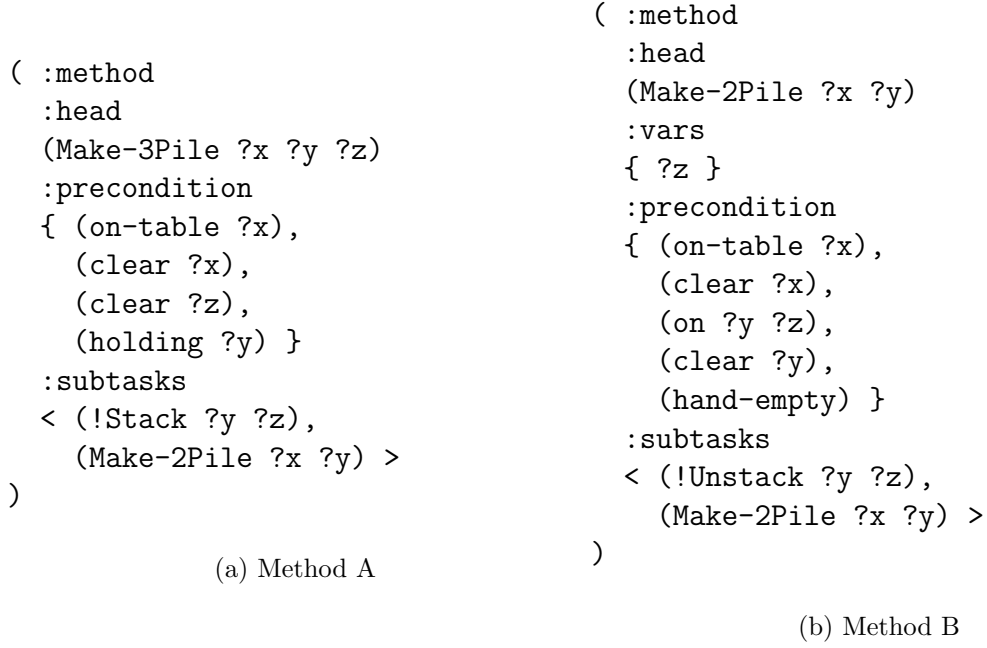 ( :method
:head
(Make-3Pile ?x ?y ?z)
:precondition
{ (on-table ?x),
(clear ?x),
(clear ?z),
(holding ?y) }
:subtasks
< (!Stack ?y ?z),
(Make-2Pile ?x ?y) >
)
(a) Method A
( :method
:head
(Make-2Pile ?x ?y)
:vars
{ ?z }
:precondition
{ (on-table ?x),
(clear ?x),
(on ?y ?z),
(clear ?y),
(hand-empty) }
:subtasks
< (!Unstack ?y ?z),
(Make-2Pile ?x ?y) >
)
(b) Method B